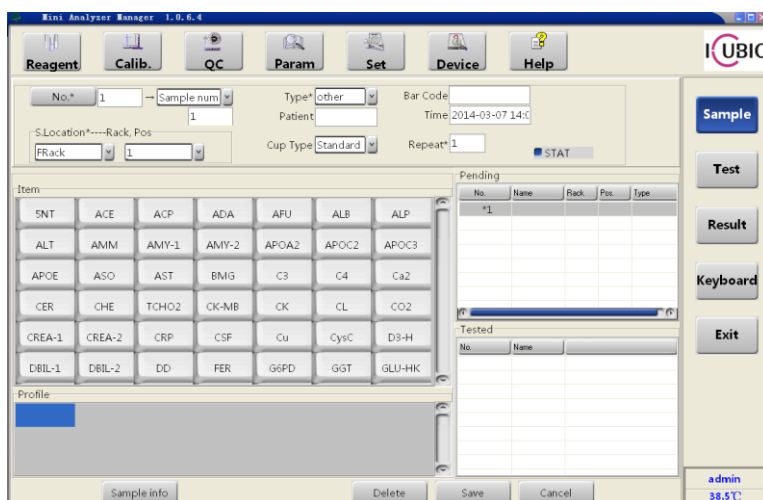 Mini Analyzer Manager 1.0.6.4
Reagent Calib. QC Param Set Device Help
No.* 1 → Sample num Type* other Bar Code
1 Patient Time 2014-03-07 14:0
S.Location*----Rack, Pos
FRack 1 Cup Type Standard Repeat* 1 STAT
Item
5NT ACE ACP ADA AFU ALB ALP
ALT AMM AMY-1 AMY-2 APOA2 APOC2 APOC3
APOE ASO AST BMG C3 C4 Ca2
CER CHE TCHO2 CK-MB CK CL CO2
CREA-1 CREA-2 CRP CSF Cu CysC D3-H
DBIL-1 DBIL-2 DD FER G6PD GGT GLU-HK
Profile
Sample info Delete Save Cancel
Pending
No. Name Rack Pos. Type
*1
Tested
No. Name
ICUBIO
Sample
Test
Result
Keyboard
Exit
admin
38.5℃